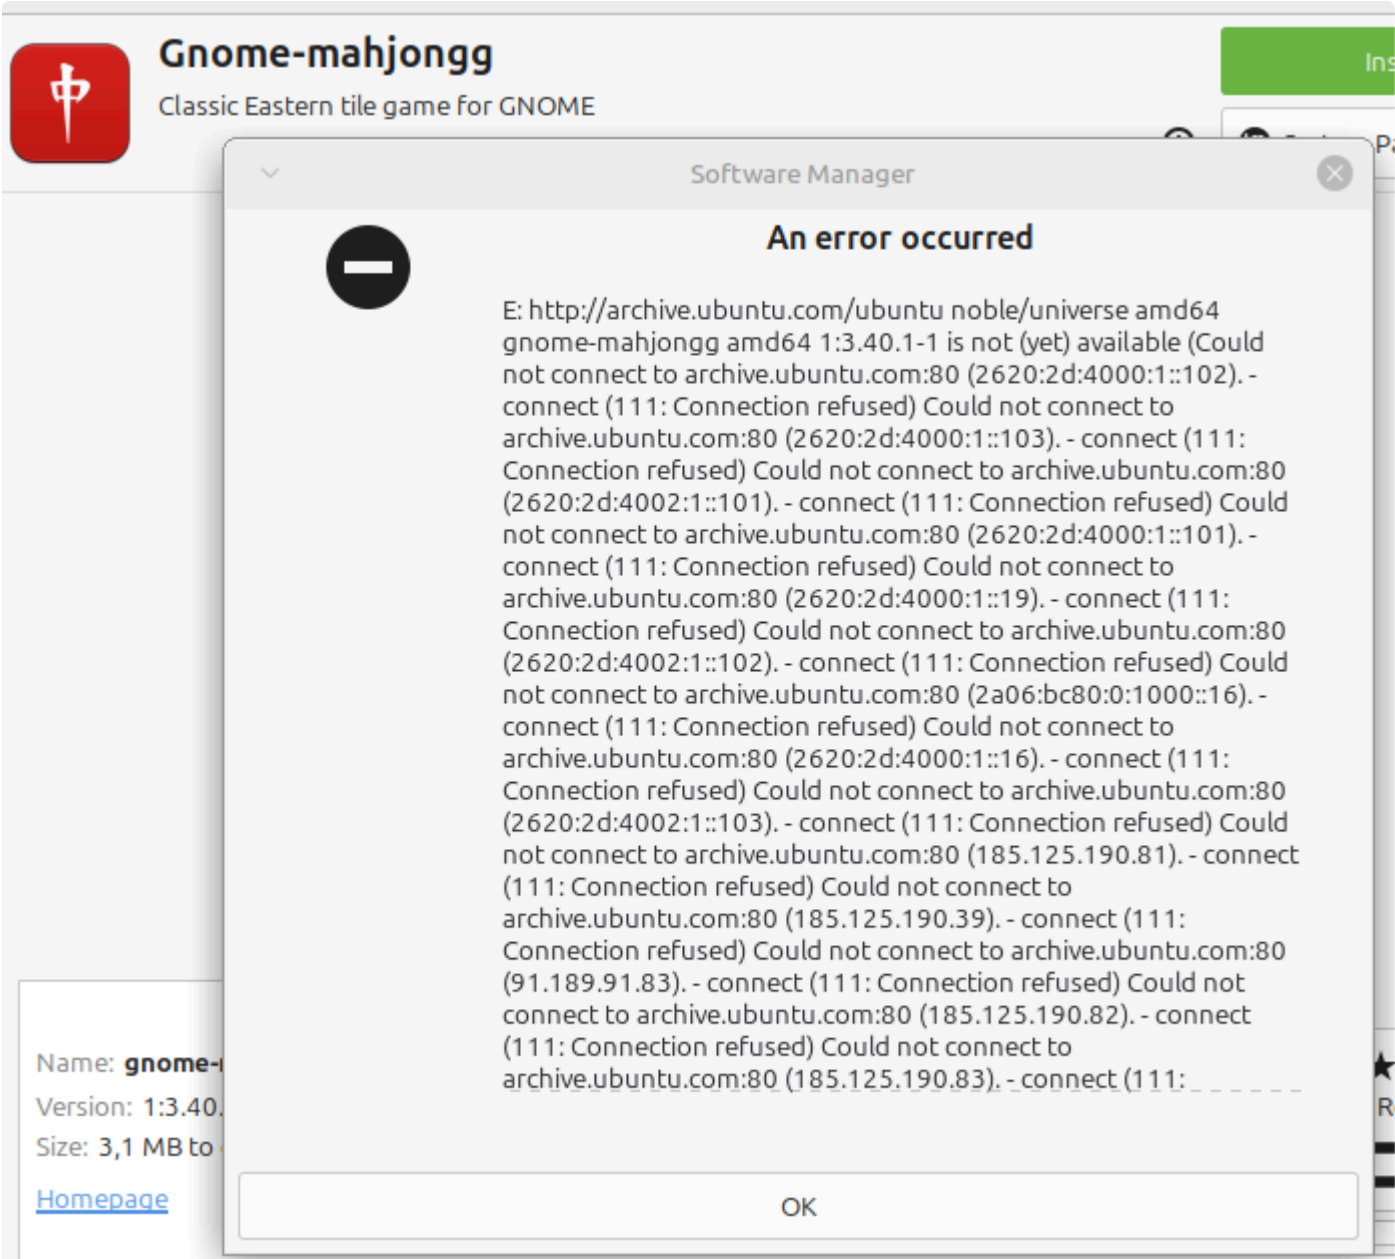 中
Gnome-mahjongg
Classic Eastern tile game for GNOME
Software Manager
An error occurred
E: http://archive.ubuntu.com/ubuntu noble/universe amd64
gnome-mahjongg amd64 1:3.40.1-1 is not (yet) available (Could
not connect to archive.ubuntu.com:80 (2620:2d:4000:1::102). -
connect (111: Connection refused) Could not connect to
archive.ubuntu.com:80 (2620:2d:4000:1::103). - connect (111:
Connection refused) Could not connect to archive.ubuntu.com:80
(2620:2d:4002:1::101). - connect (111: Connection refused) Could
not connect to archive.ubuntu.com:80 (2620:2d:4000:1::101). -
connect (111: Connection refused) Could not connect to
archive.ubuntu.com:80 (2620:2d:4000:1::19). - connect (111:
Connection refused) Could not connect to archive.ubuntu.com:80
(2620:2d:4002:1::102). - connect (111: Connection refused) Could
not connect to archive.ubuntu.com:80 (2a06:bc80:0:1000::16). -
connect (111: Connection refused) Could not connect to
archive.ubuntu.com:80 (2620:2d:4000:1::16). - connect (111:
Connection refused) Could not connect to archive.ubuntu.com:80
(2620:2d:4002:1::103). - connect (111: Connection refused) Could
not connect to archive.ubuntu.com:80 (185.125.190.81). - connect
(111: Connection refused) Could not connect to
archive.ubuntu.com:80 (185.125.190.39). - connect (111:
Connection refused) Could not connect to archive.ubuntu.com:80
(91.189.91.83). - connect (111: Connection refused) Could not
connect to archive.ubuntu.com:80 (185.125.190.82). - connect
(111: Connection refused) Could not connect to
archive.ubuntu.com:80 (185.125.190.83). - connect (111:
Name: gnome-
Version: 1:3.40.
Size: 3,1 MB to
Homepage
OK